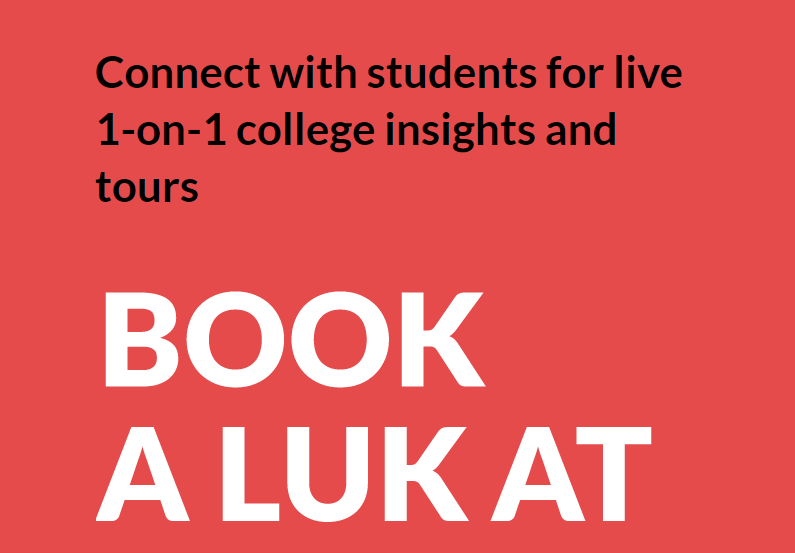 Connect with students for live
1-on-1 college insights and
tours
BOOK
A LUK AT